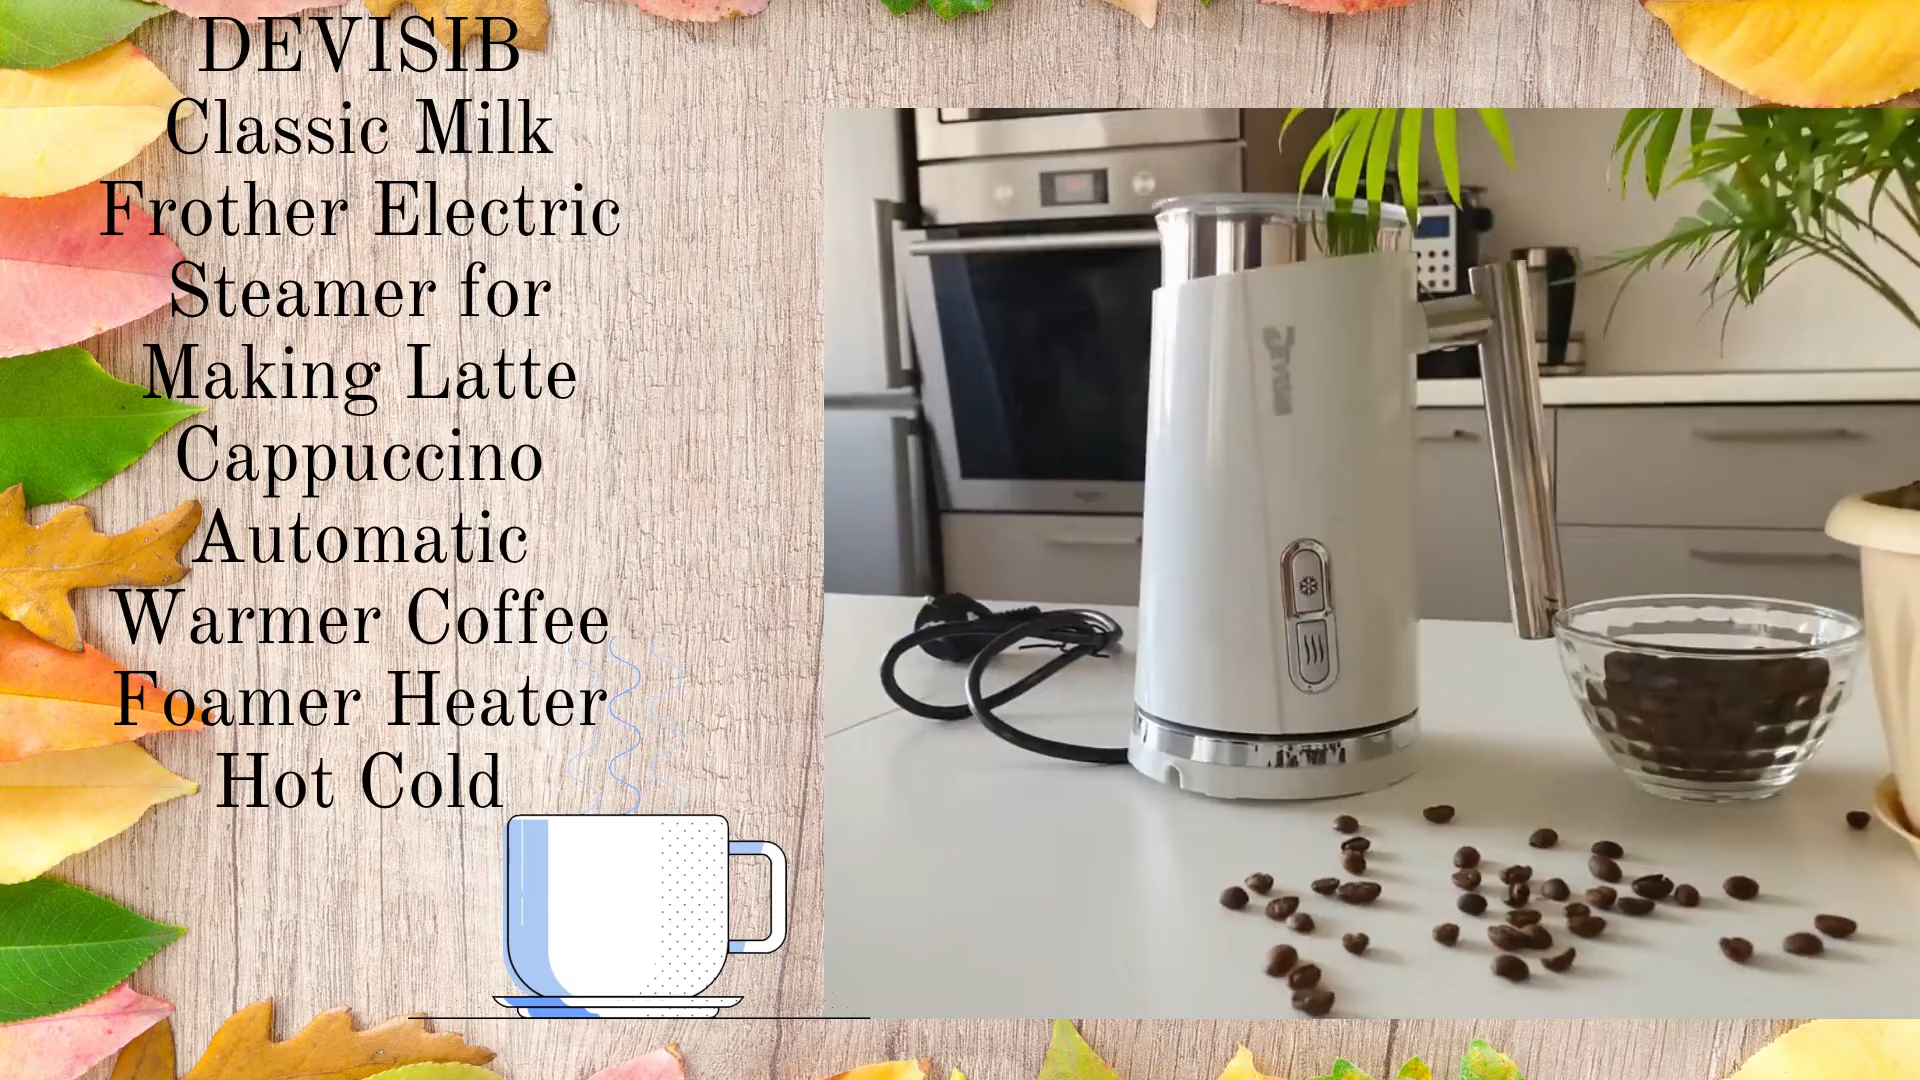 DEVISIB
Classic Milk
Frother Electric
Steamer for
Making Latte
Cappuccino
Automatic
Warmer Coffee
Foamer Heater
Hot Cold